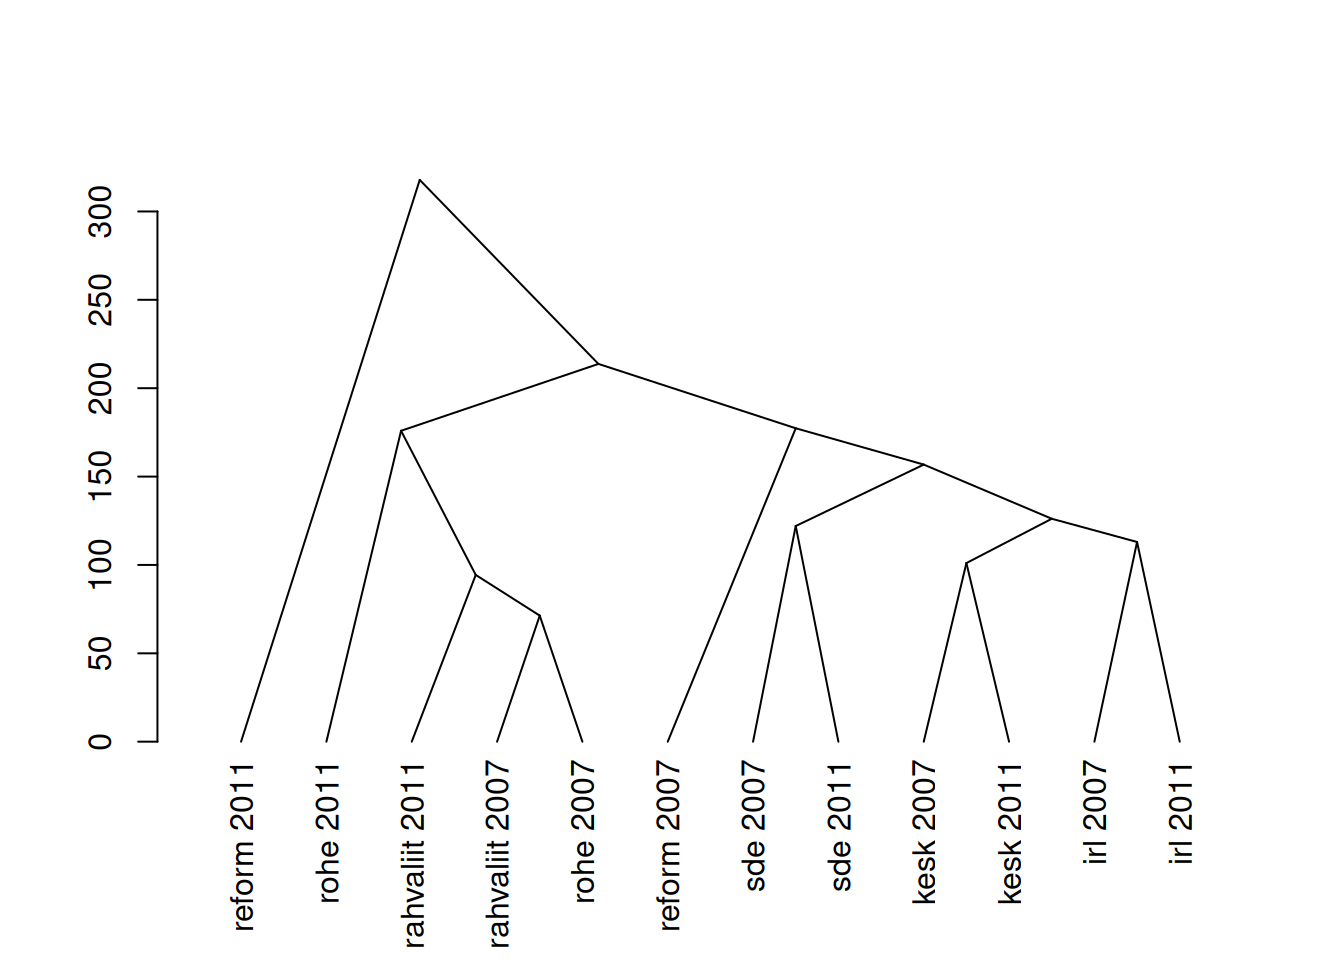 300
250
200
150
100
50
0
reform 2011
rohe 2011
rahvaliit 2011
rahvaliit 2007
rohe 2007
reform 2007
sde 2007
sde 2011
kesk 2007
kesk 2011
irl 2007
irl 2011